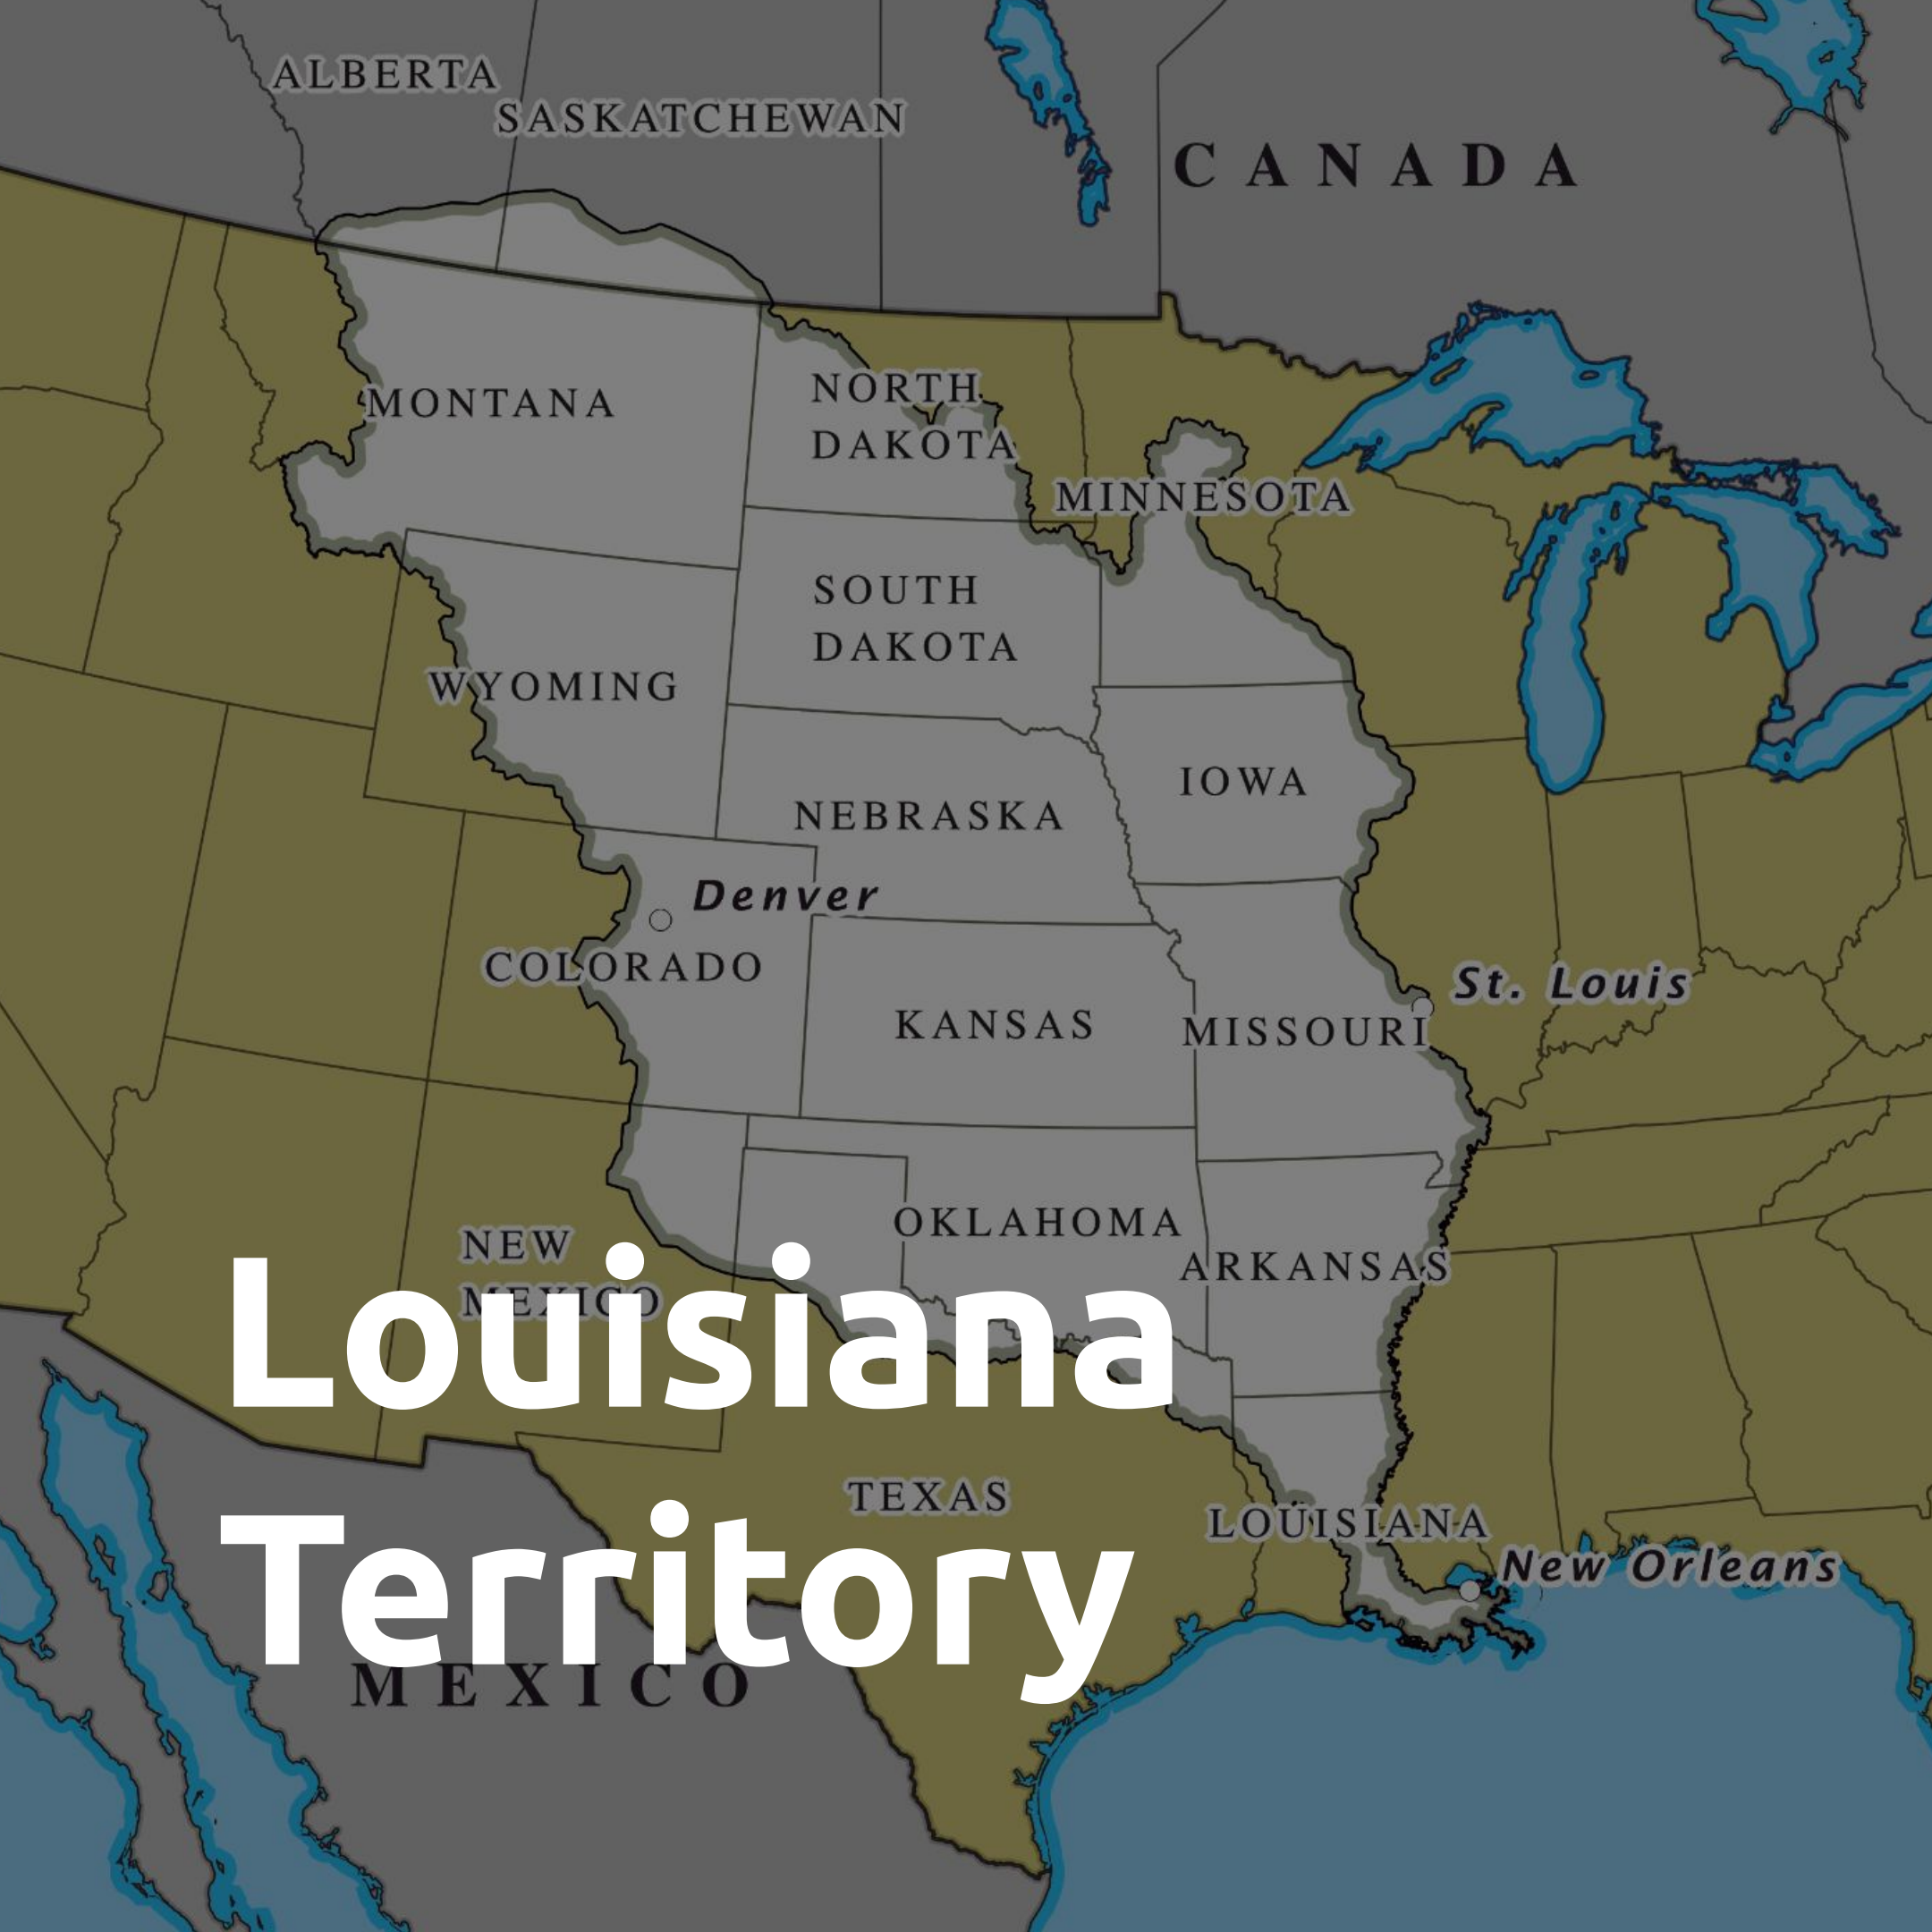 ALBERTA
SASKATCHEWAN
CANADA
MONTANA
NORTH
DAKOTA
MINNESOTA
SOUTH
DAKOTA
WYOMING
IOWA
NEBRASKA
Denver
COLORADO
St. Louis
KANSAS
MISSOURI
OKLAHOMA
ARKANSAS
NEW
MEXICO
Louisiana
TEXAS
LOUISIANA
New Orleans
Territory
MEXICO